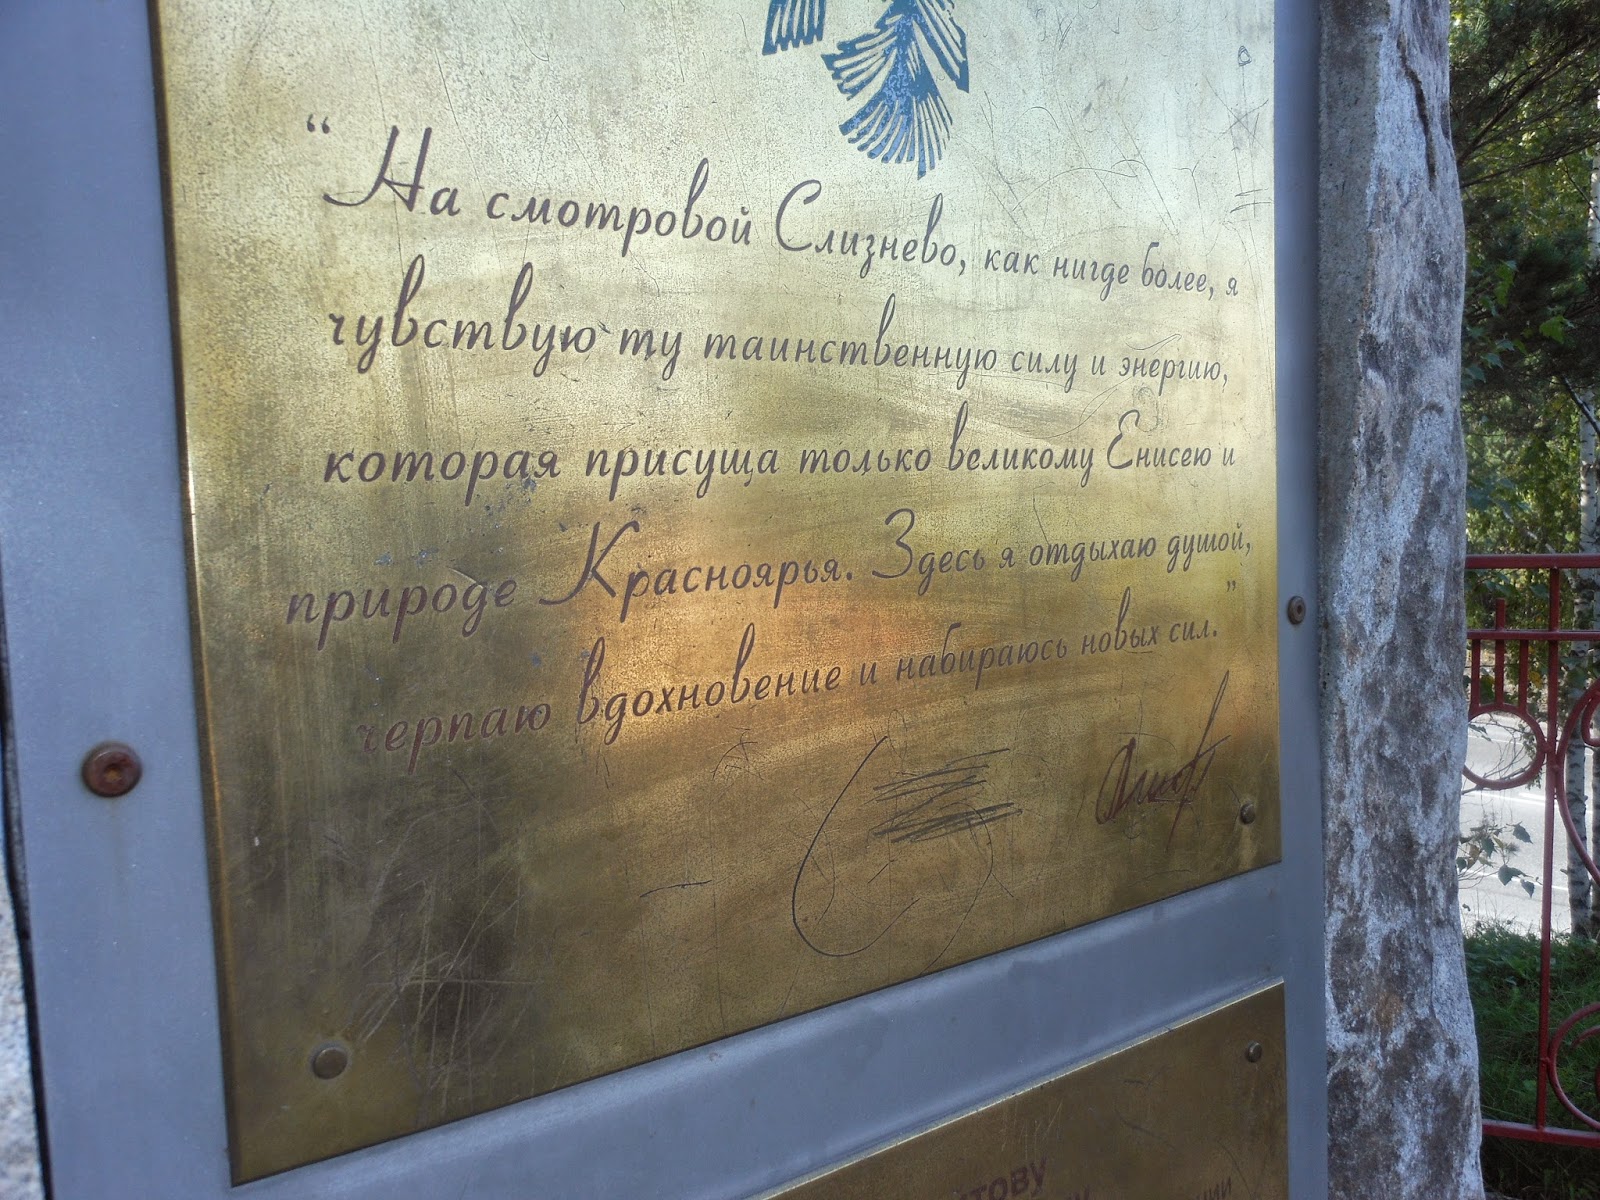 “На смотровой Слизнево, как нигде более, я
чувствую ту таинственную силу и энергию,
которая присуща только великому Енисею и
природе Красноярья. Здесь я отдыхаю душой,
черпаю вдохновение и набираюсь новых сил.”